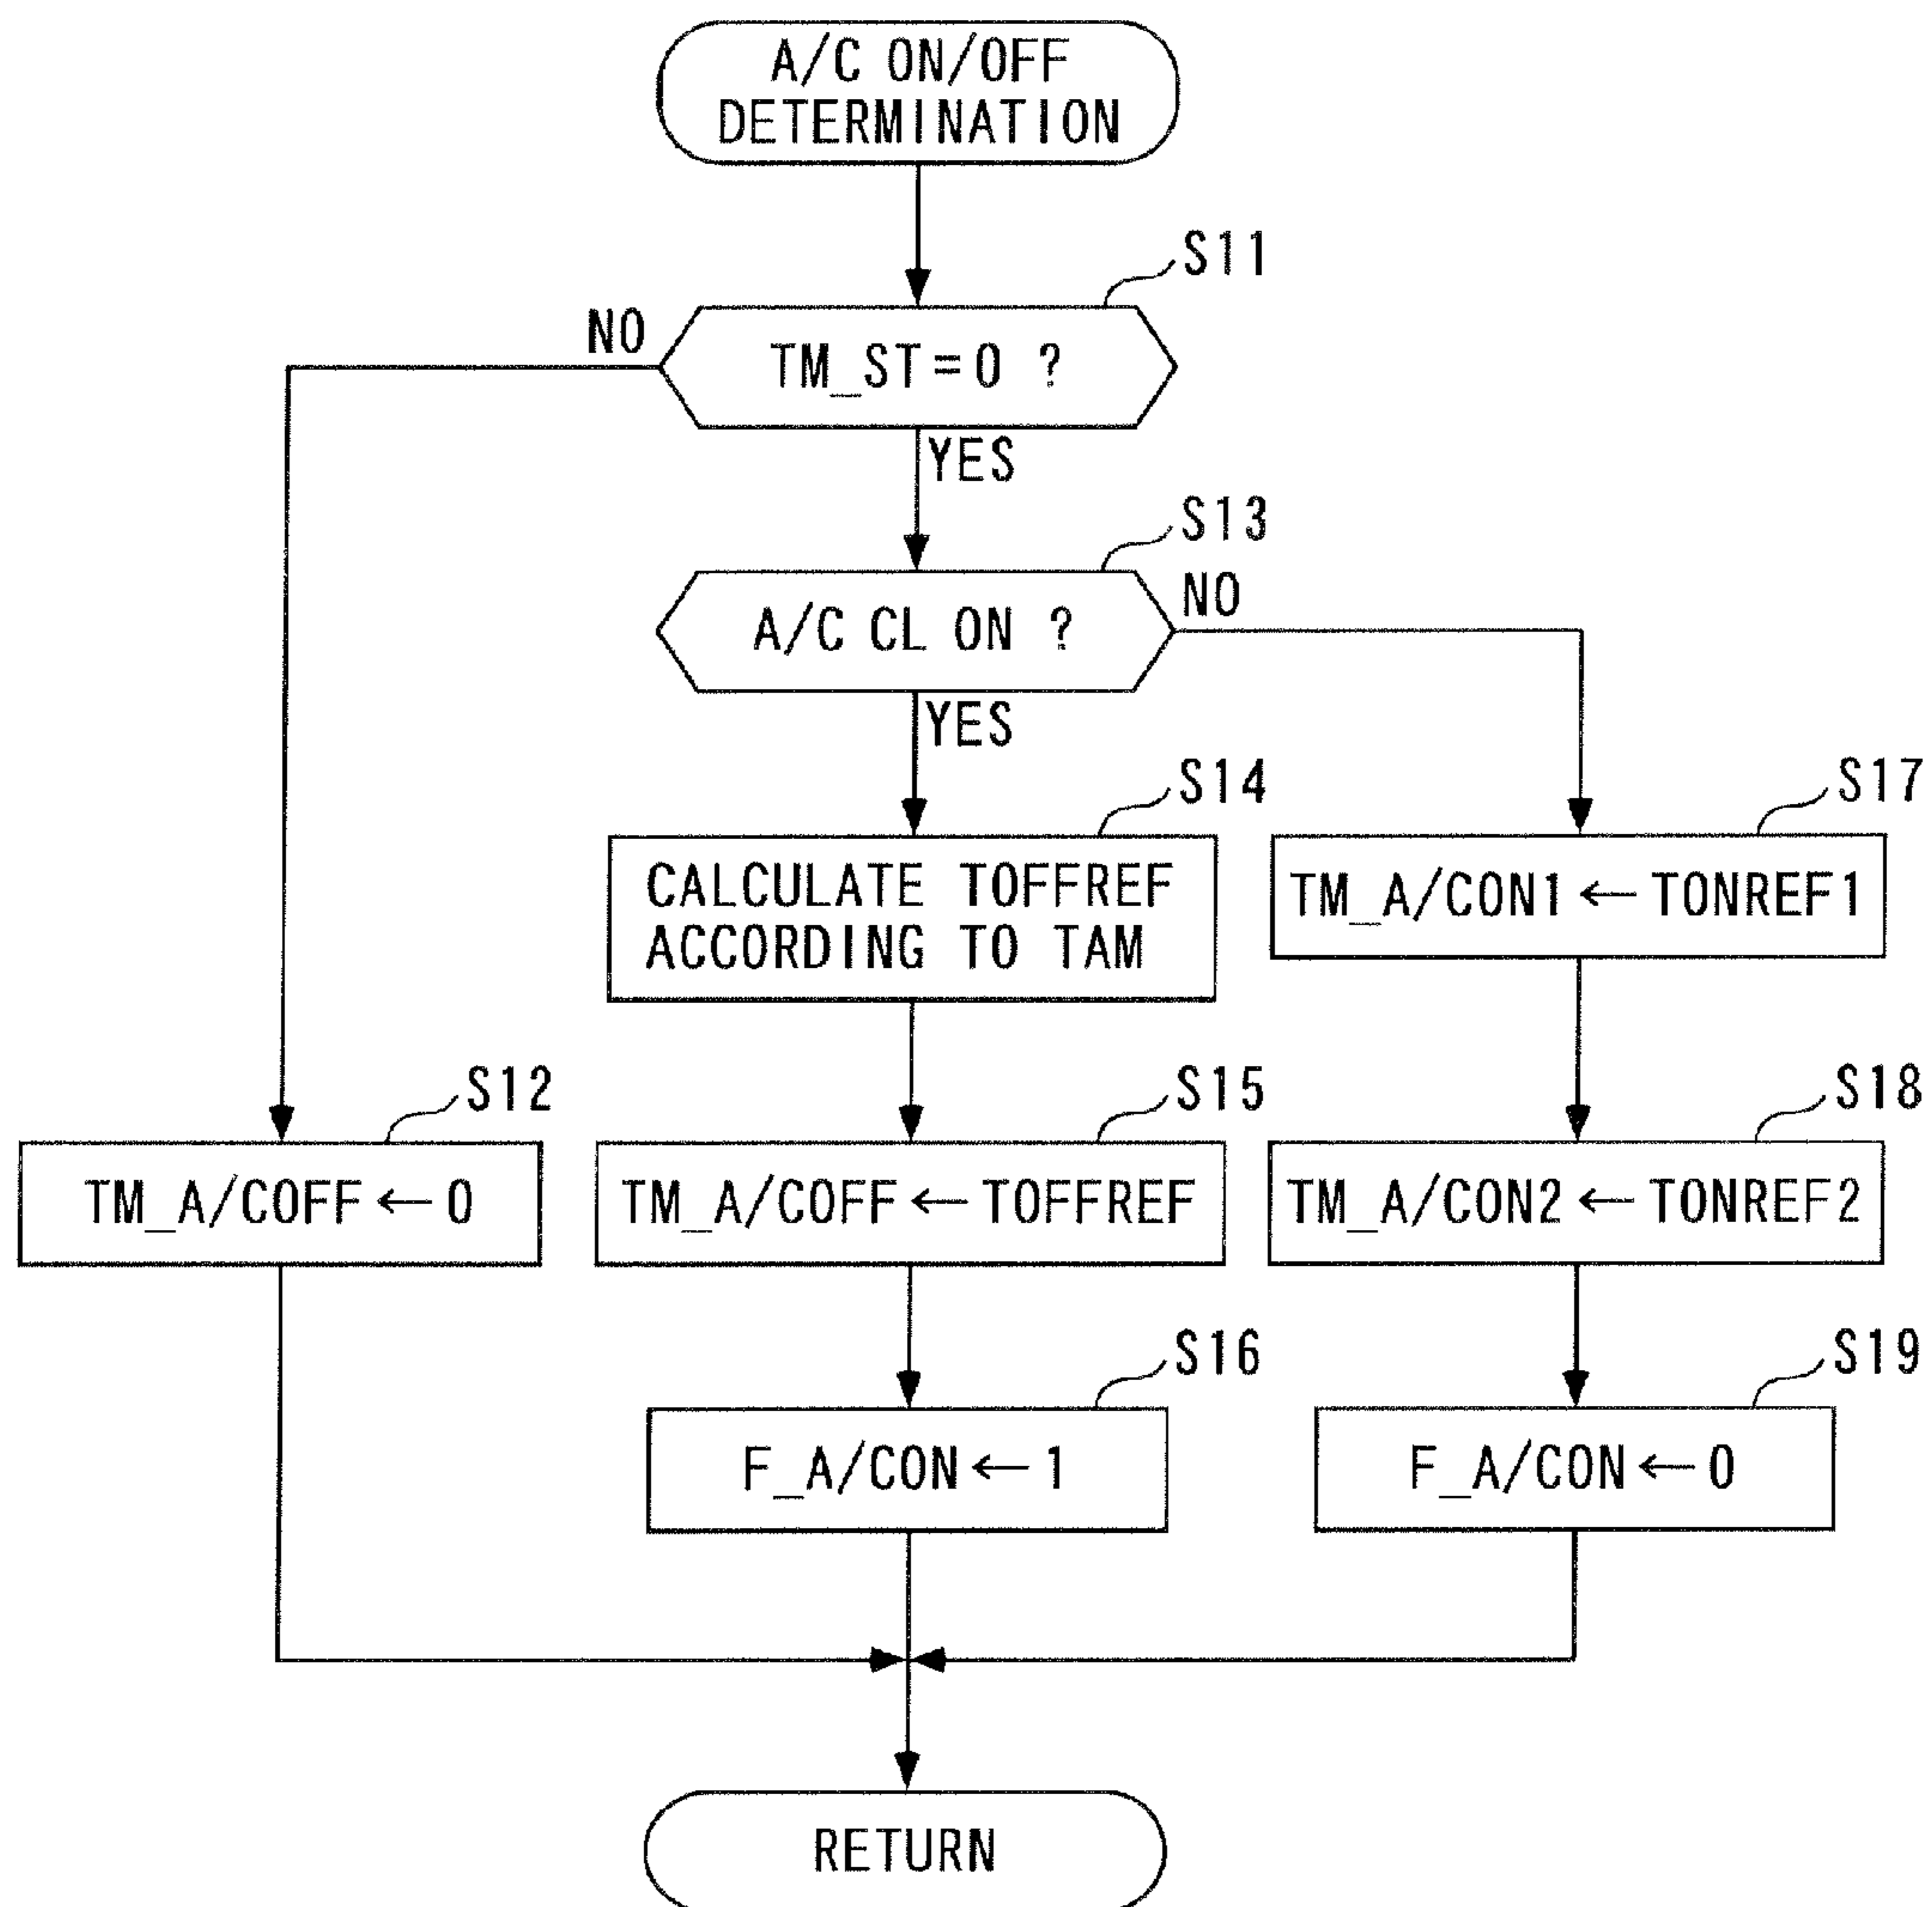 A/C ON/OFF
DETERMINATION
S11
NO
TM_ST=0 ?
YES
S13
NO
A/C CL ON ?
YES
S14
S17
CALCULATE TOFFREF
ACCORDING TO TAM
TM_A/CON1 ← TONREF1
S12
S15
S18
TM_A/COFF ← 0
TM_A/COFF ← TOFFREF
TM_A/CON2 ← TONREF2
S16
S19
F_A/CON ← 1
F_A/CON ← 0
RETURN